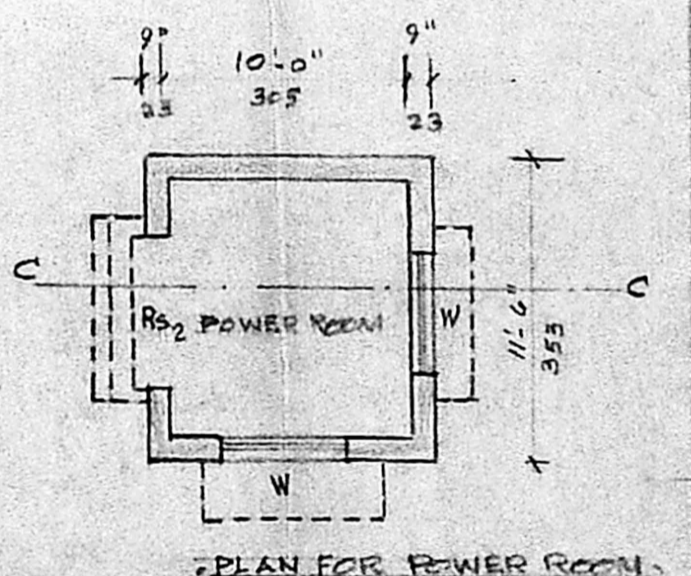 9" 10'-0" 9"
23 305 23
C C
Rs2 POWER ROOM W
11'-6"
353
W
PLAN FOR POWER ROOM.